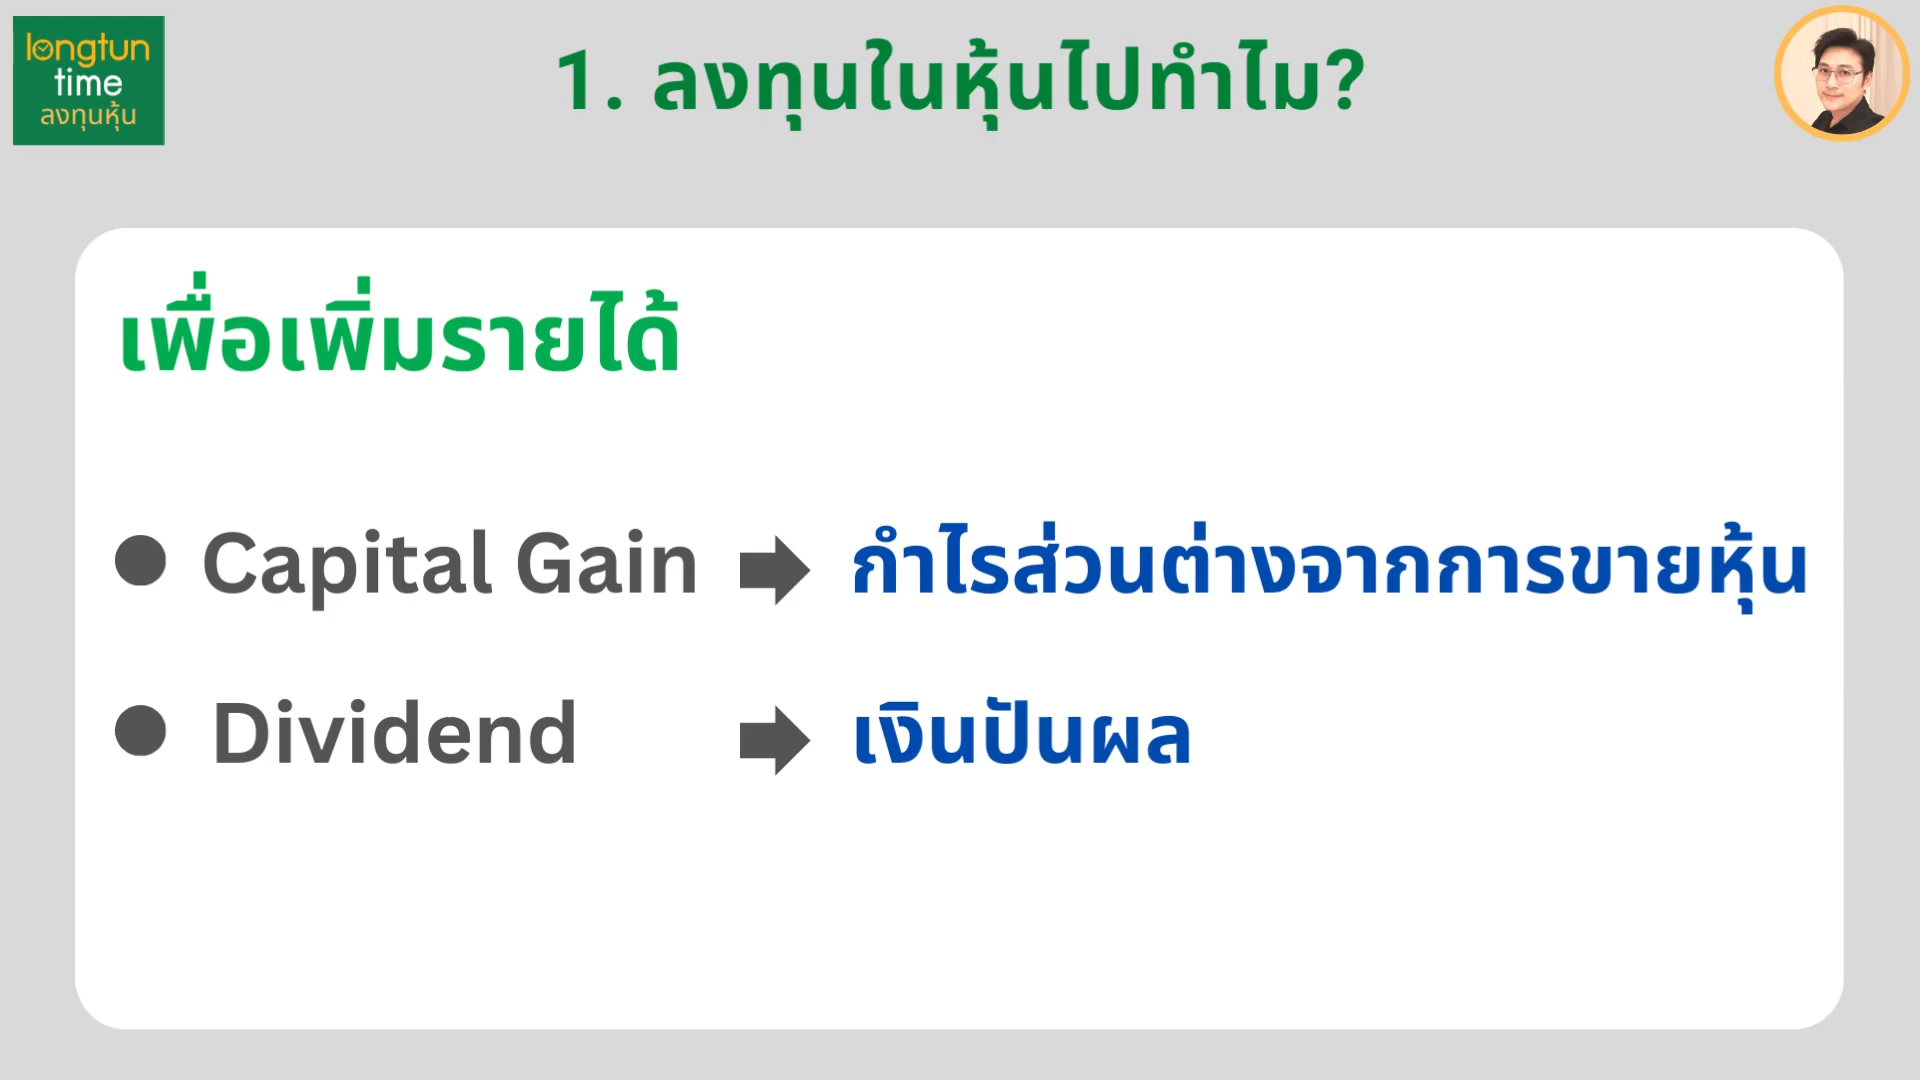 longtun
time
ลงทุนหุ้น
1. ลงทุนในหุ้นไปทำไม?
เพื่อเพิ่มรายได้
● Capital Gain ➡ กำไรส่วนต่างจากการขายหุ้น
● Dividend ➡ เงินปันผล